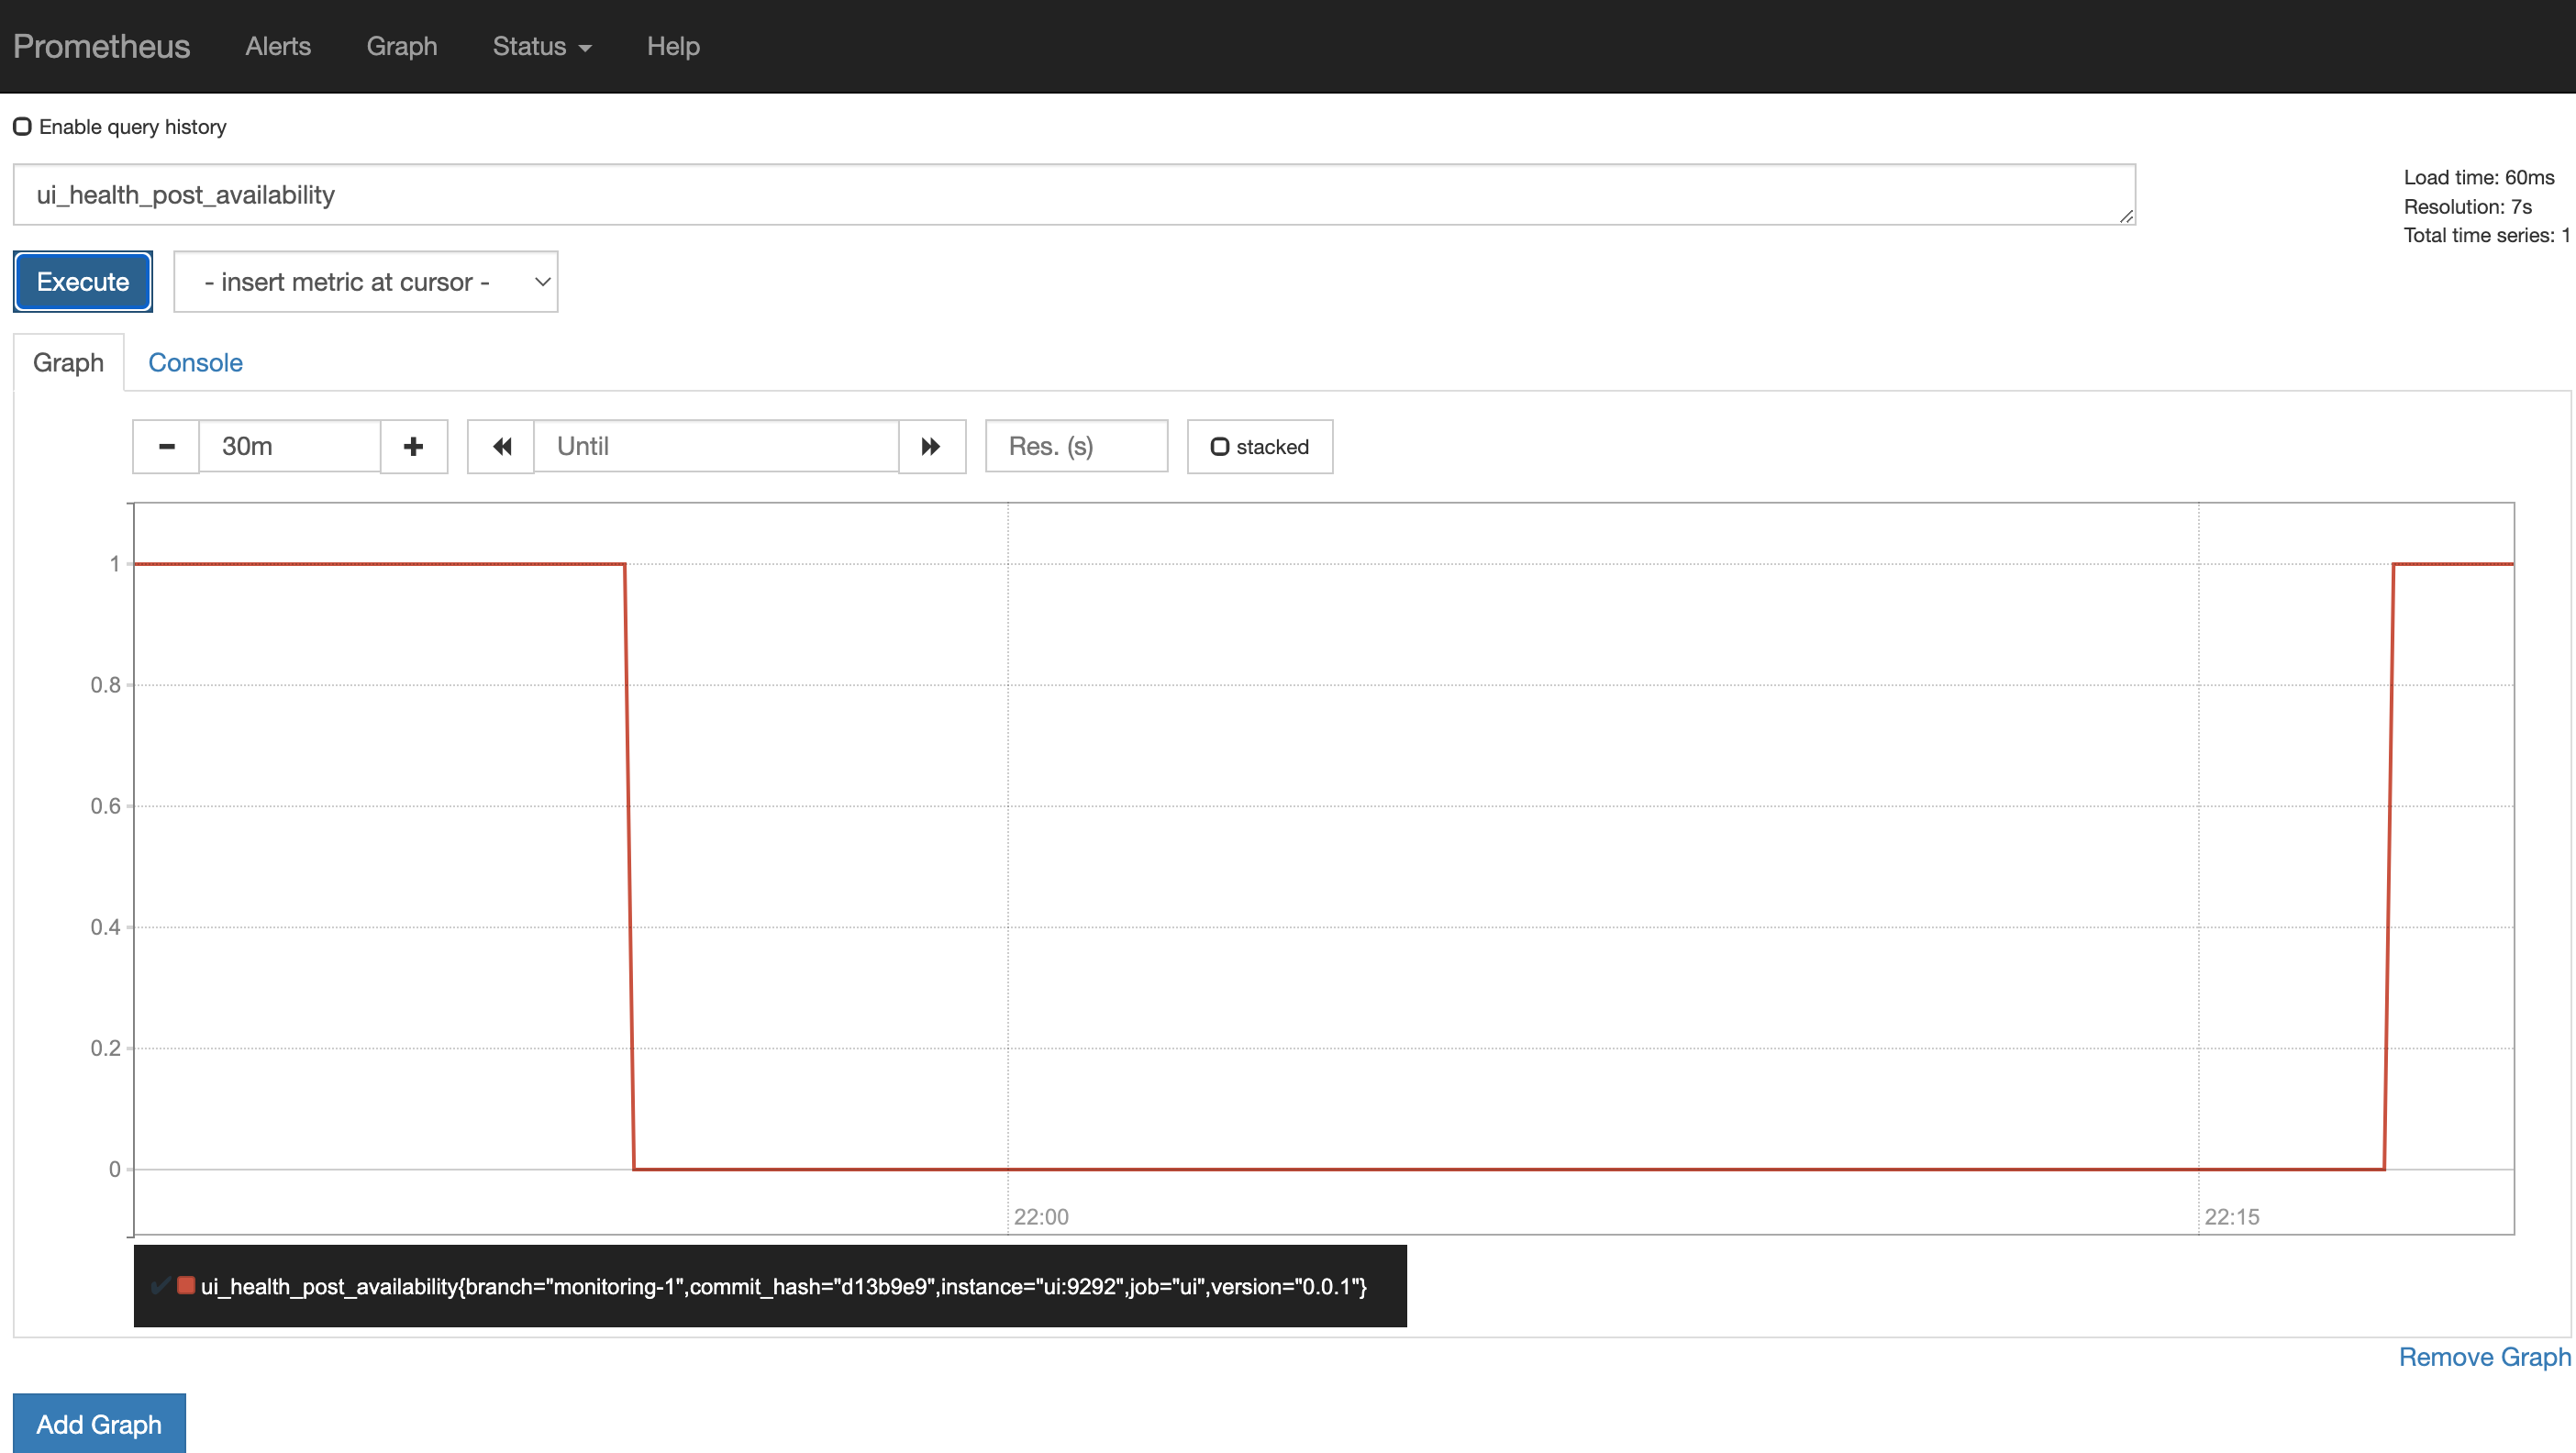 Prometheus Alerts Graph Status Help
Enable query history
ui_health_post_availability
Load time: 60ms
Resolution: 7s
Total time series: 1
Execute - insert metric at cursor -
Graph Console
30m Until Res. (s) stacked
1
0.8
0.6
0.4
0.2
0
22:00 22:15
ui_health_post_availability{branch="monitoring-1",commit_hash="d13b9e9",instance="ui:9292",job="ui",version="0.0.1"}
Remove Graph
Add Graph